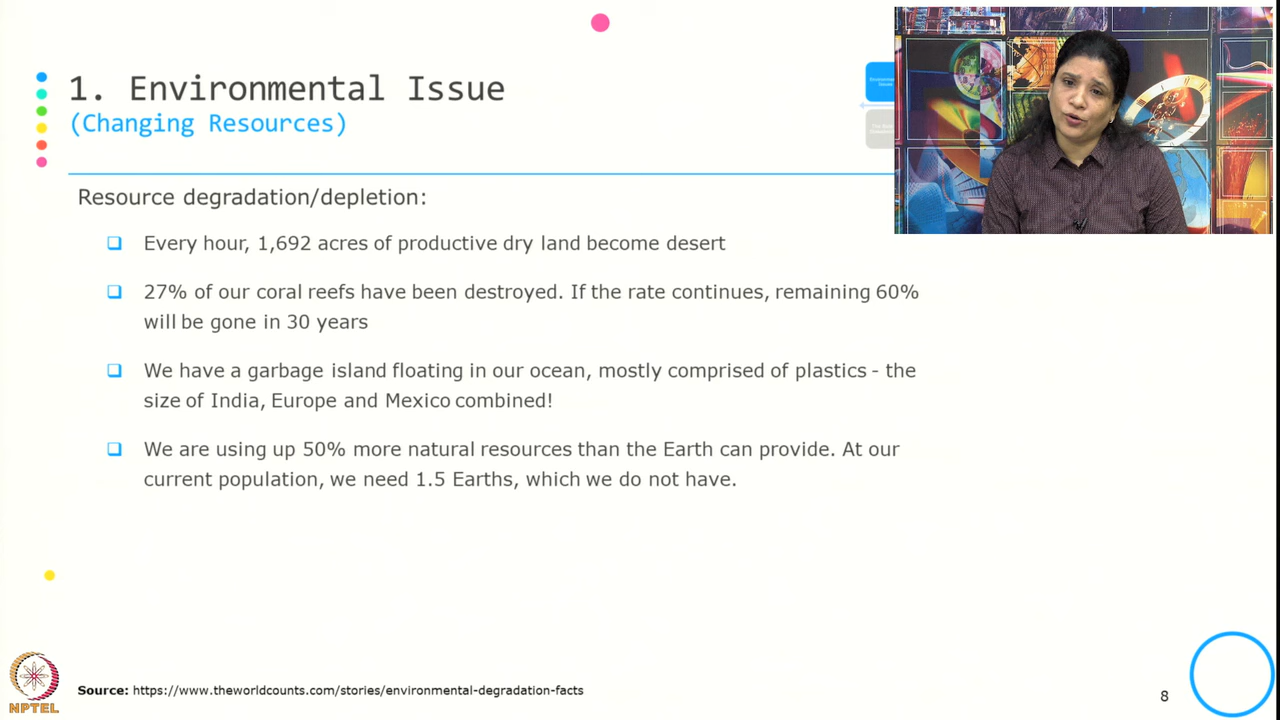 1. Environmental Issue
(Changing Resources)
Resource degradation/depletion:
Every hour, 1,692 acres of productive dry land become desert
27% of our coral reefs have been destroyed. If the rate continues, remaining 60%
will be gone in 30 years
We have a garbage island floating in our ocean, mostly comprised of plastics - the
size of India, Europe and Mexico combined!
We are using up 50% more natural resources than the Earth can provide. At our
current population, we need 1.5 Earths, which we do not have.
NPTEL
Source: https://www.theworldcounts.com/stories/environmental-degradation-facts
8